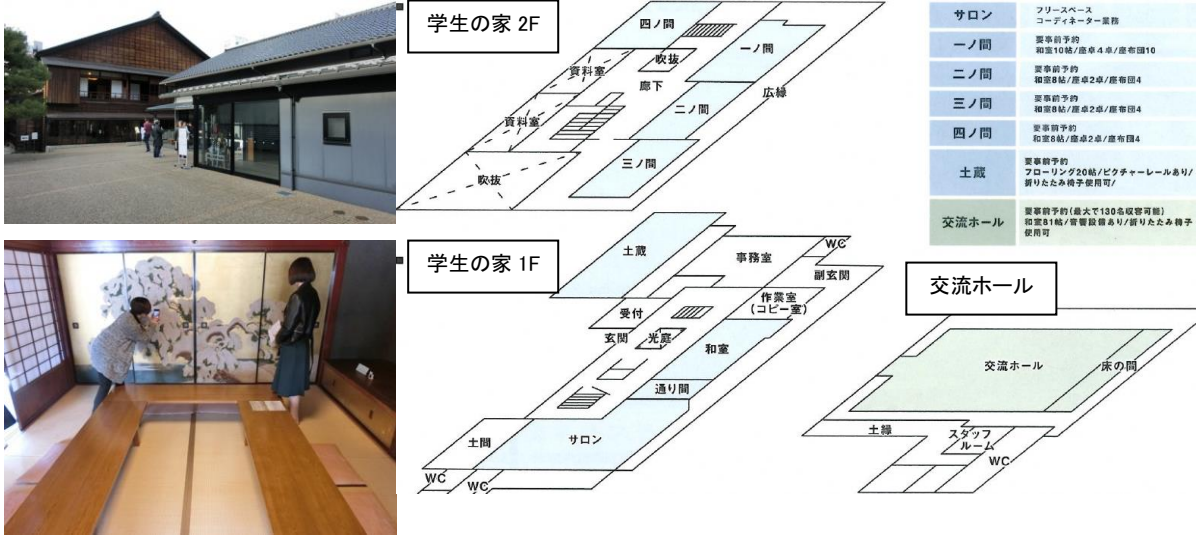 学生の家 2F
四ノ間
一ノ間
吹抜
資料室
廊下
広縁
二ノ間
資料室
三ノ間
吹抜
サロン
フリースペース
コーディネーター業務
一ノ間
要事前予約
和室10帖/座卓4卓/座布団10
二ノ間
要事前予約
和室8帖/座卓2卓/座布団4
三ノ間
要事前予約
和室8帖/座卓2卓/座布団4
四ノ間
要事前予約
和室8帖/座卓2卓/座布団4
土蔵
要事前予約
フローリング20帖/ピクチャーレールあり/
折りたたみ椅子使用可/
交流ホール
要事前予約(最大で130名収容可能)
和室81帖/音響設備あり/折りたたみ椅子
使用可
学生の家 1F
土蔵
WC
事務室
副玄関
作業室
(コピー室)
受付
玄関
光庭
和室
通り間
土間
サロン
WC
WC
交流ホール
交流ホール
床の間
土縁
スタッフ
ルーム
WC